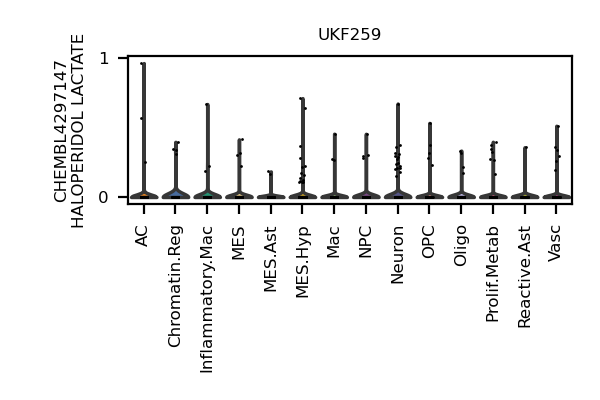 UKF259
CHEMBL4297147
HALOPERIDOL LACTATE
1
0
AC
Chromatin.Reg
Inflammatory.Mac
MES
MES.Ast
MES.Hyp
Mac
NPC
Neuron
OPC
Oligo
Prolif.Metab
Reactive.Ast
Vasc